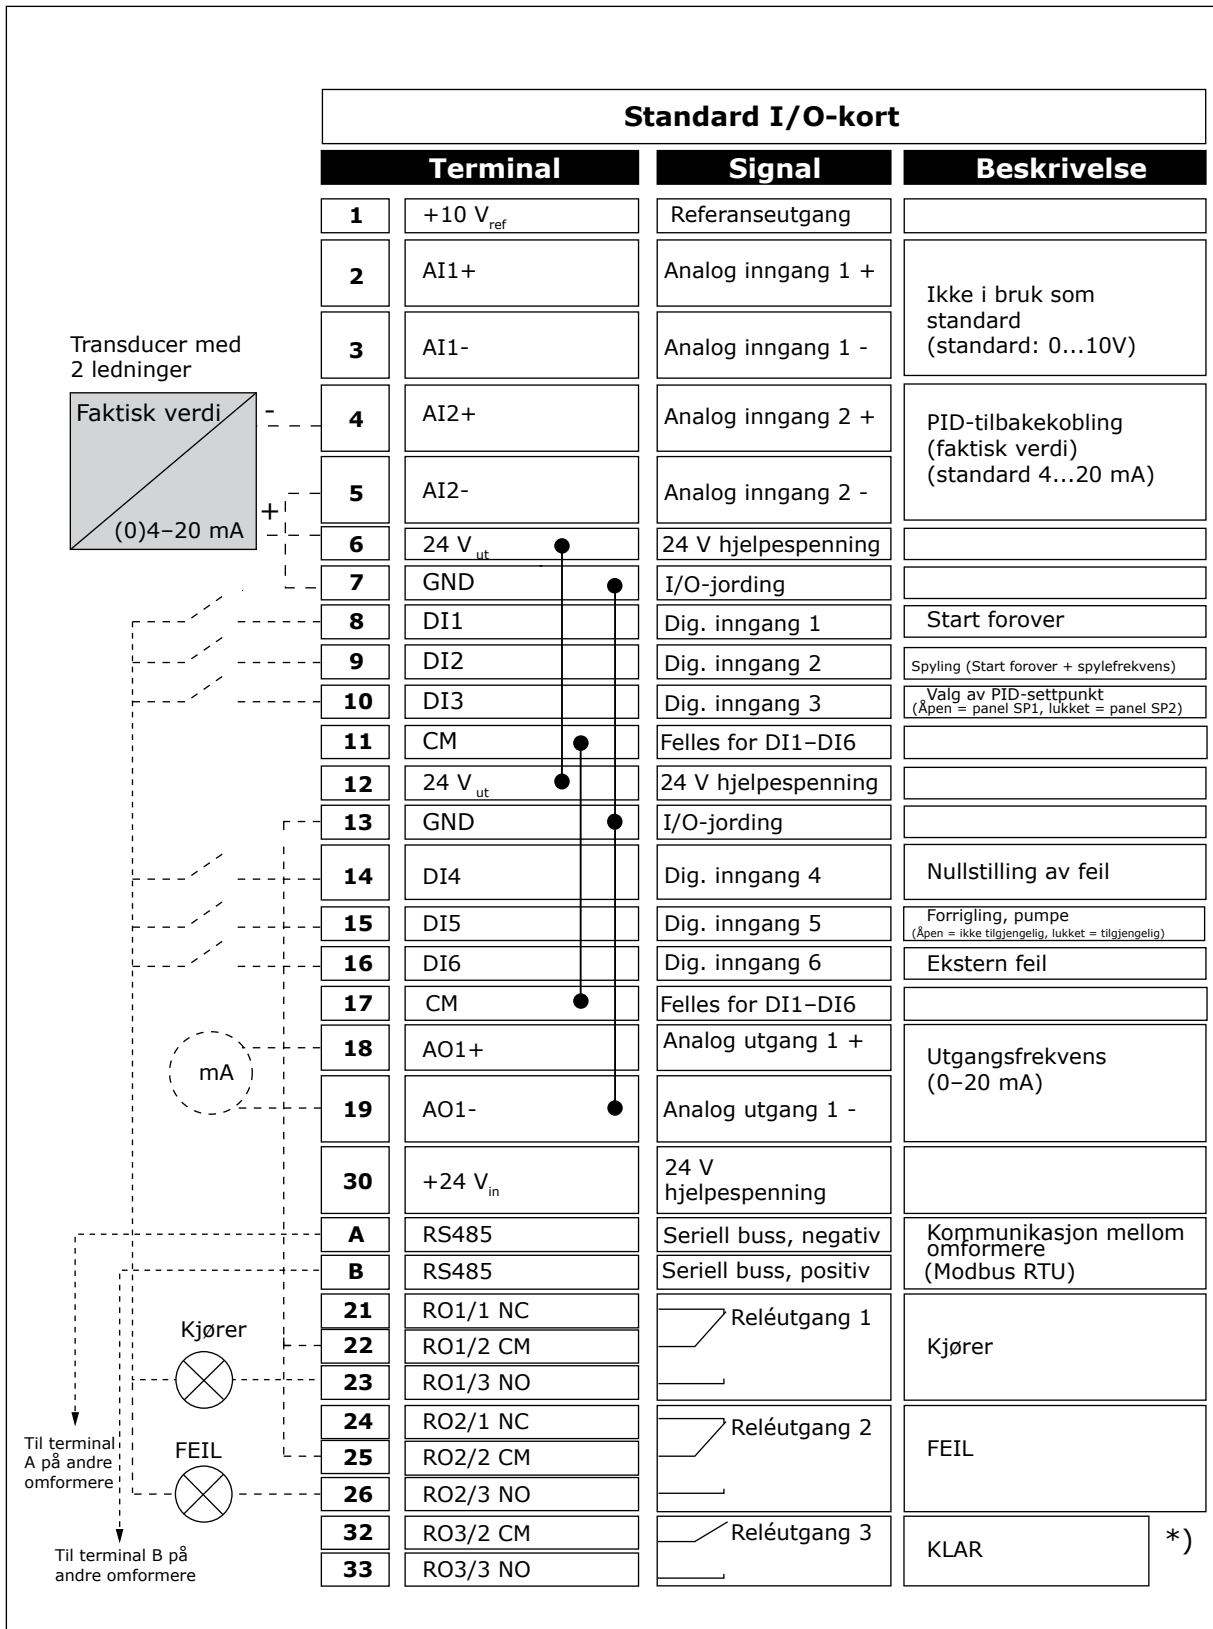 Standard I/O-kort
Terminal Signal Beskrivelse
1 +10 Vref Referanseutgang
2 AI1+ Analog inngang 1 +
Ikke i bruk som
standard
(standard: 0...10V)
3 AI1- Analog inngang 1 -
Transducer med
2 ledninger
Faktisk verdi
-
+
(0)4–20 mA
4 AI2+ Analog inngang 2 +
PID-tilbakekobling
(faktisk verdi)
(standard 4...20 mA)
5 AI2- Analog inngang 2 -
6 24 Vut 24 V hjelpespenning
7 GND I/O-jording
8 DI1 Dig. inngang 1 Start forover
9 DI2 Dig. inngang 2 Spyling (Start forover + spylefrekvens)
10 DI3 Dig. inngang 3 Valg av PID-settpunkt
(Åpen = panel SP1, lukket = panel SP2)
11 CM Felles for DI1–DI6
12 24 Vut 24 V hjelpespenning
13 GND I/O-jording
14 DI4 Dig. inngang 4 Nullstilling av feil
15 DI5 Dig. inngang 5 Forrigling, pumpe
(Åpen = ikke tilgjengelig, lukket = tilgjengelig)
16 DI6 Dig. inngang 6 Ekstern feil
17 CM Felles for DI1–DI6
18 AO1+ Analog utgang 1 +
Utgangsfrekvens
(0–20 mA)
mA
19 AO1- Analog utgang 1 -
30 +24 Vin 24 V
hjelpespenning
A RS485 Seriell buss, negativ
Kommunikasjon mellom
omformere
(Modbus RTU)
B RS485 Seriell buss, positiv
21 RO1/1 NC Reléutgang 1
Kjører
22 RO1/2 CM Kjører
23 RO1/3 NO
24 RO2/1 NC Reléutgang 2
Til terminal
A på andre
omformere
FEIL
25 RO2/2 CM FEIL
26 RO2/3 NO
32 RO3/2 CM Reléutgang 3
KLAR *)
Til terminal B på
andre omformere
33 RO3/3 NO